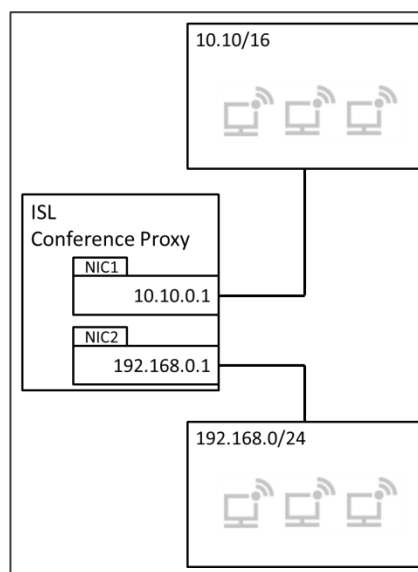 10.10/16
ISL
Conference Proxy
NIC1
10.10.0.1
NIC2
192.168.0.1
192.168.0/24